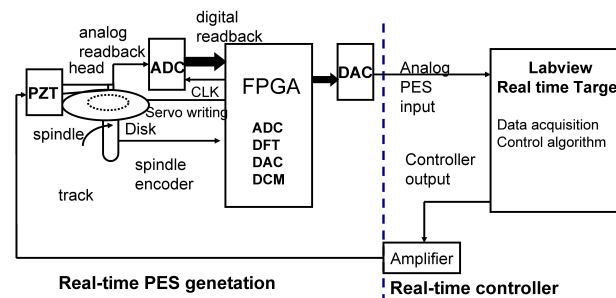 digital
readback
analog
readback
head
ADC
PZT
CLK
Servo writing
spindle
Disk
spindle
encoder
track
FPGA
ADC
DFT
DAC
DCM
DAC
Analog
PES
input
Labview
Real time Targe
Data acquisition
Control algorithm
Controller
output
Amplifier
Real-time PES genetation
Real-time controller